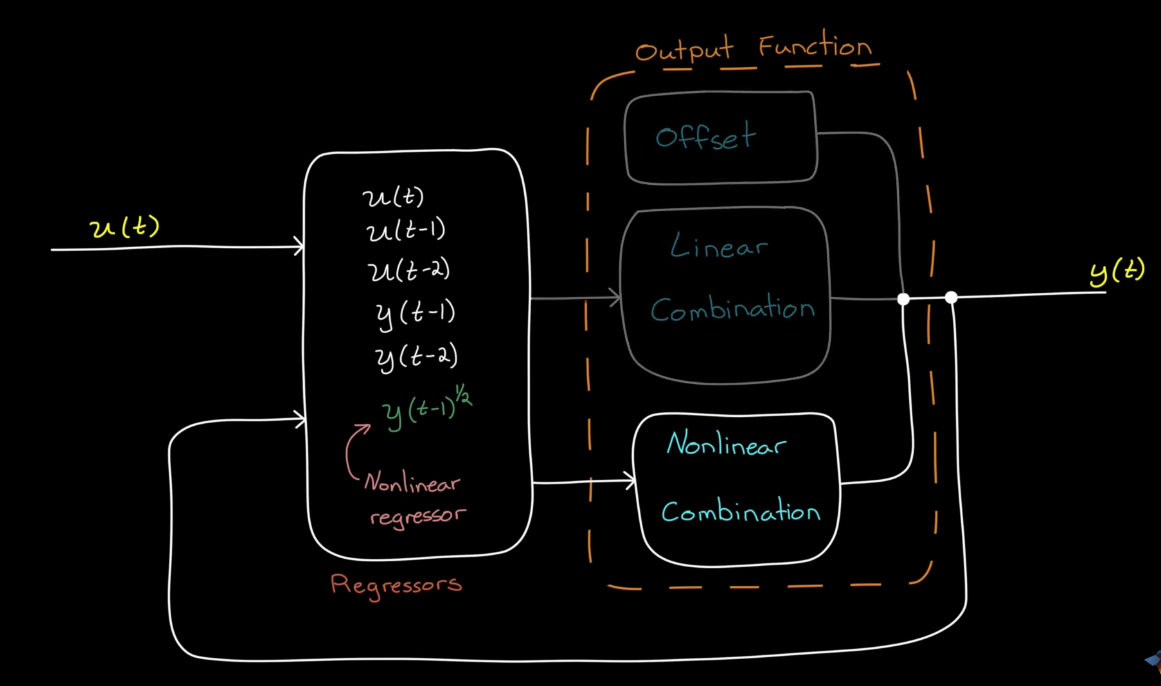 Output Function
Offset
u(t)
u(t)
u(t-1)
u(t-2)
y(t-1)
y(t-2)
y(t-1)^1/2
Nonlinear
regressor
Regressors
Linear
Combination
Nonlinear
Combination
y(t)